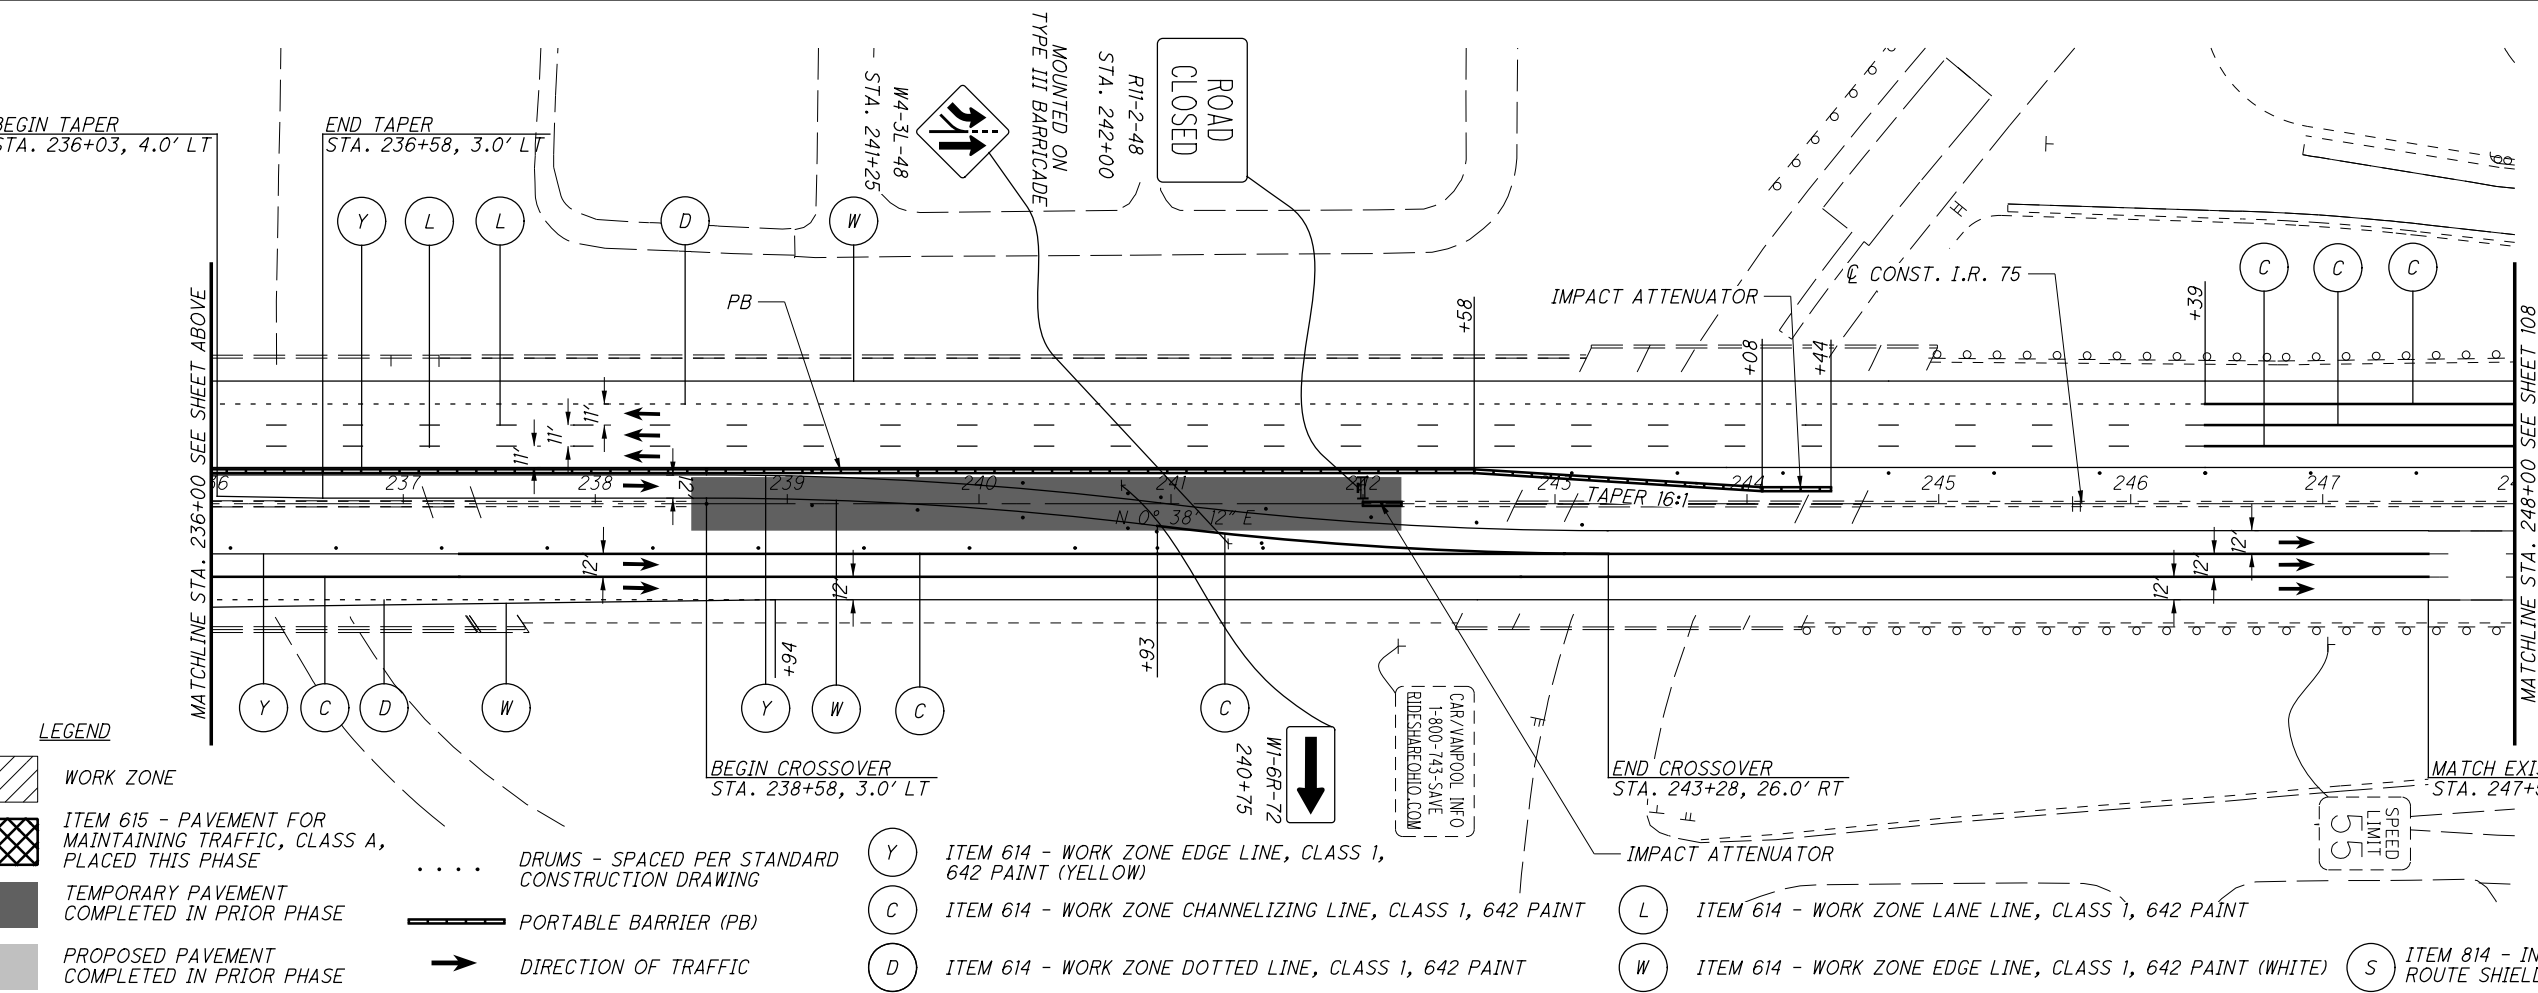 BEGIN TAPER
STA. 236+03, 4.0' LT
END TAPER
STA. 236+58, 3.0' LT
W4-3L-48
STA. 241+25
MOUNTED ON
TYPE III BARRICADE
R11-2-48
STA. 242+00
ROAD
CLOSED
Y
L
L
D
W
PB
+58
IMPACT ATTENUATOR
℄ CONST. I.R. 75
+08
+44
+39
C
C
C
MATCHLINE STA. 236+00 SEE SHEET ABOVE
MATCHLINE STA. 248+00 SEE SHEET 108
11'
11'
11'
237
238
239
240
241
242
243
244
245
246
247
TAPER 16:1
N 0° 38' 12" E
12'
12'
12'
12'
12'
+94
+93
Y
C
D
W
Y
W
C
C
BEGIN CROSSOVER
STA. 238+58, 3.0' LT
W1-6R-72
240+75
CAR/VANPOOL INFO
1-800-743-SAVE
RIDESHAREOHIO.COM
END CROSSOVER
STA. 243+28, 26.0' RT
SPEED
LIMIT
55
IMPACT ATTENUATOR
LEGEND
WORK ZONE
ITEM 615 - PAVEMENT FOR
MAINTAINING TRAFFIC, CLASS A,
PLACED THIS PHASE
TEMPORARY PAVEMENT
COMPLETED IN PRIOR PHASE
PROPOSED PAVEMENT
COMPLETED IN PRIOR PHASE
DRUMS - SPACED PER STANDARD
CONSTRUCTION DRAWING
PORTABLE BARRIER (PB)
DIRECTION OF TRAFFIC
Y ITEM 614 - WORK ZONE EDGE LINE, CLASS 1,
642 PAINT (YELLOW)
C ITEM 614 - WORK ZONE CHANNELIZING LINE, CLASS 1, 642 PAINT
D ITEM 614 - WORK ZONE DOTTED LINE, CLASS 1, 642 PAINT
L ITEM 614 - WORK ZONE LANE LINE, CLASS 1, 642 PAINT
W ITEM 614 - WORK ZONE EDGE LINE, CLASS 1, 642 PAINT (WHITE)
MATCH
STA. 247+
S ITEM 814 -
ROUTE SHIEL